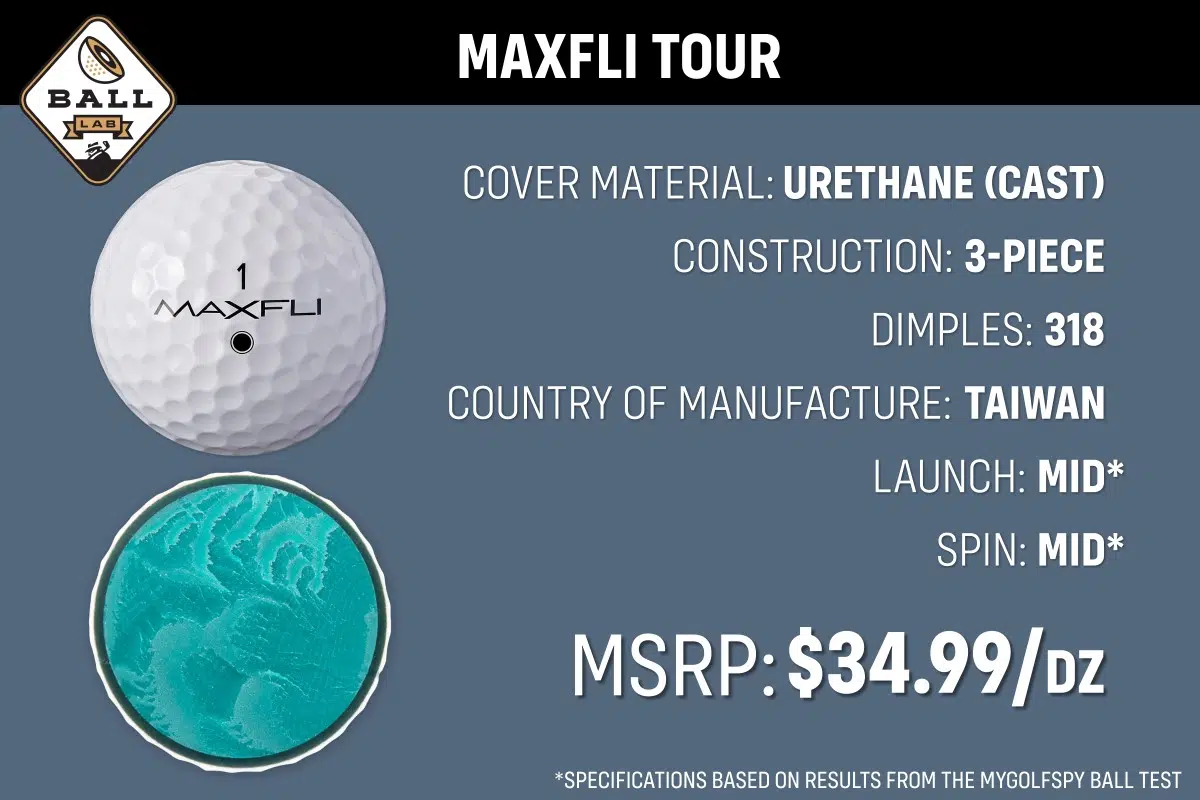 MAXFLI TOUR
BALL
LAB
1
MAXFLI
COVER MATERIAL: URETHANE (CAST)
CONSTRUCTION: 3-PIECE
DIMPLES: 318
COUNTRY OF MANUFACTURE: TAIWAN
LAUNCH: MID*
SPIN: MID*
MSRP: $34.99/DZ
*SPECIFICATIONS BASED ON RESULTS FROM THE MYGOLFSPY BALL TEST